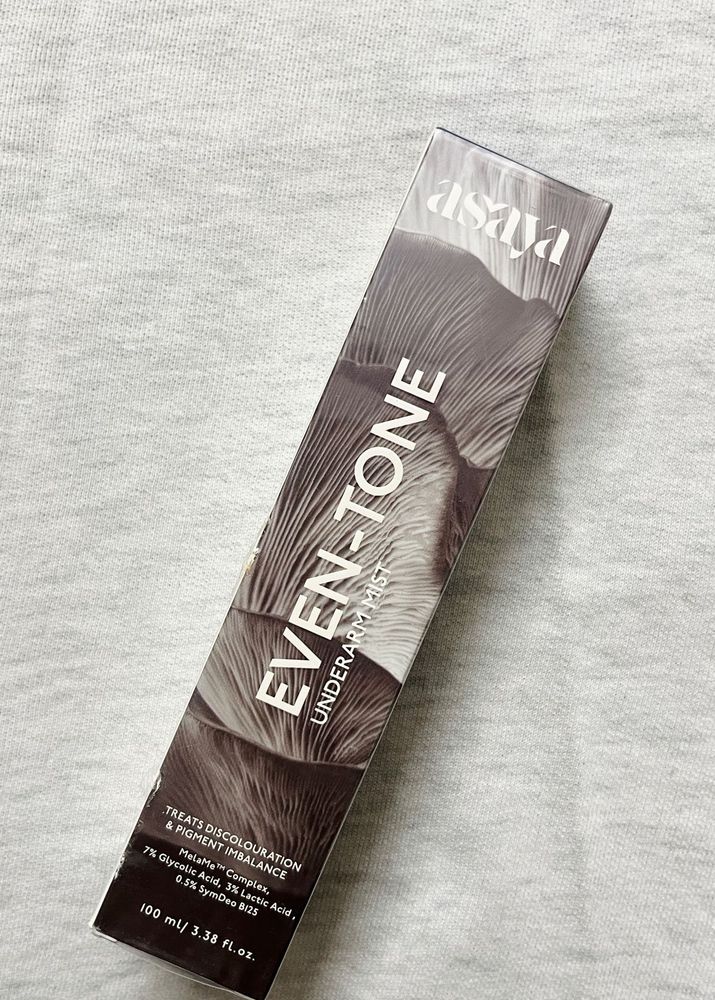 asaya
EVEN-TONE
UNDERARM MIST
TREATS DISCOLOURATION
& PIGMENT IMBALANCE
MelaMe™ Complex,
7% Glycolic Acid, 3% Lactic Acid,
0.5% SymDeo B125
100 ml/ 3.38 fl.oz.